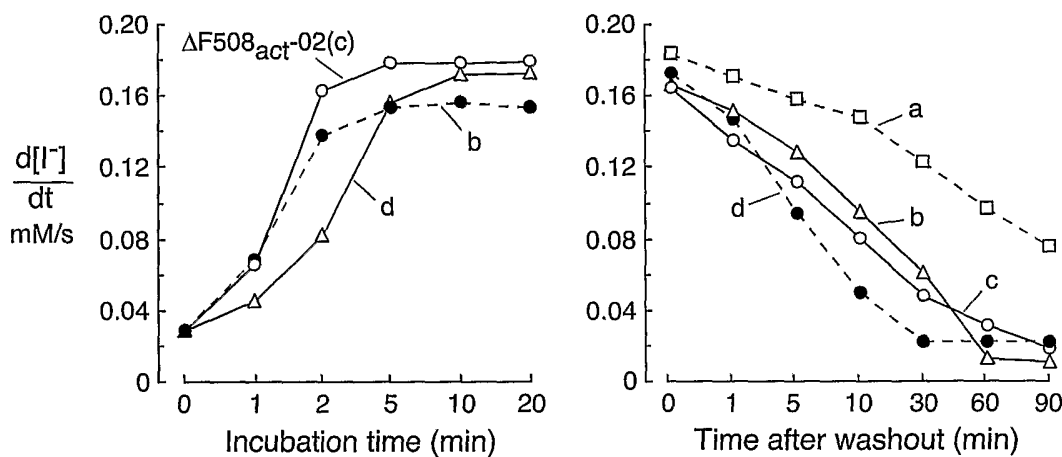 0.20
0.16
0.12
0.08
0.04
0
d[I⁻]
dt
mM/s
ΔF508act-02(c)
b
d
0 1 2 5 10 20
Incubation time (min)
0.20
0.16
0.12
0.08
0.04
0
a
b
c
d
0 1 5 10 30 60 90
Time after washout (min)